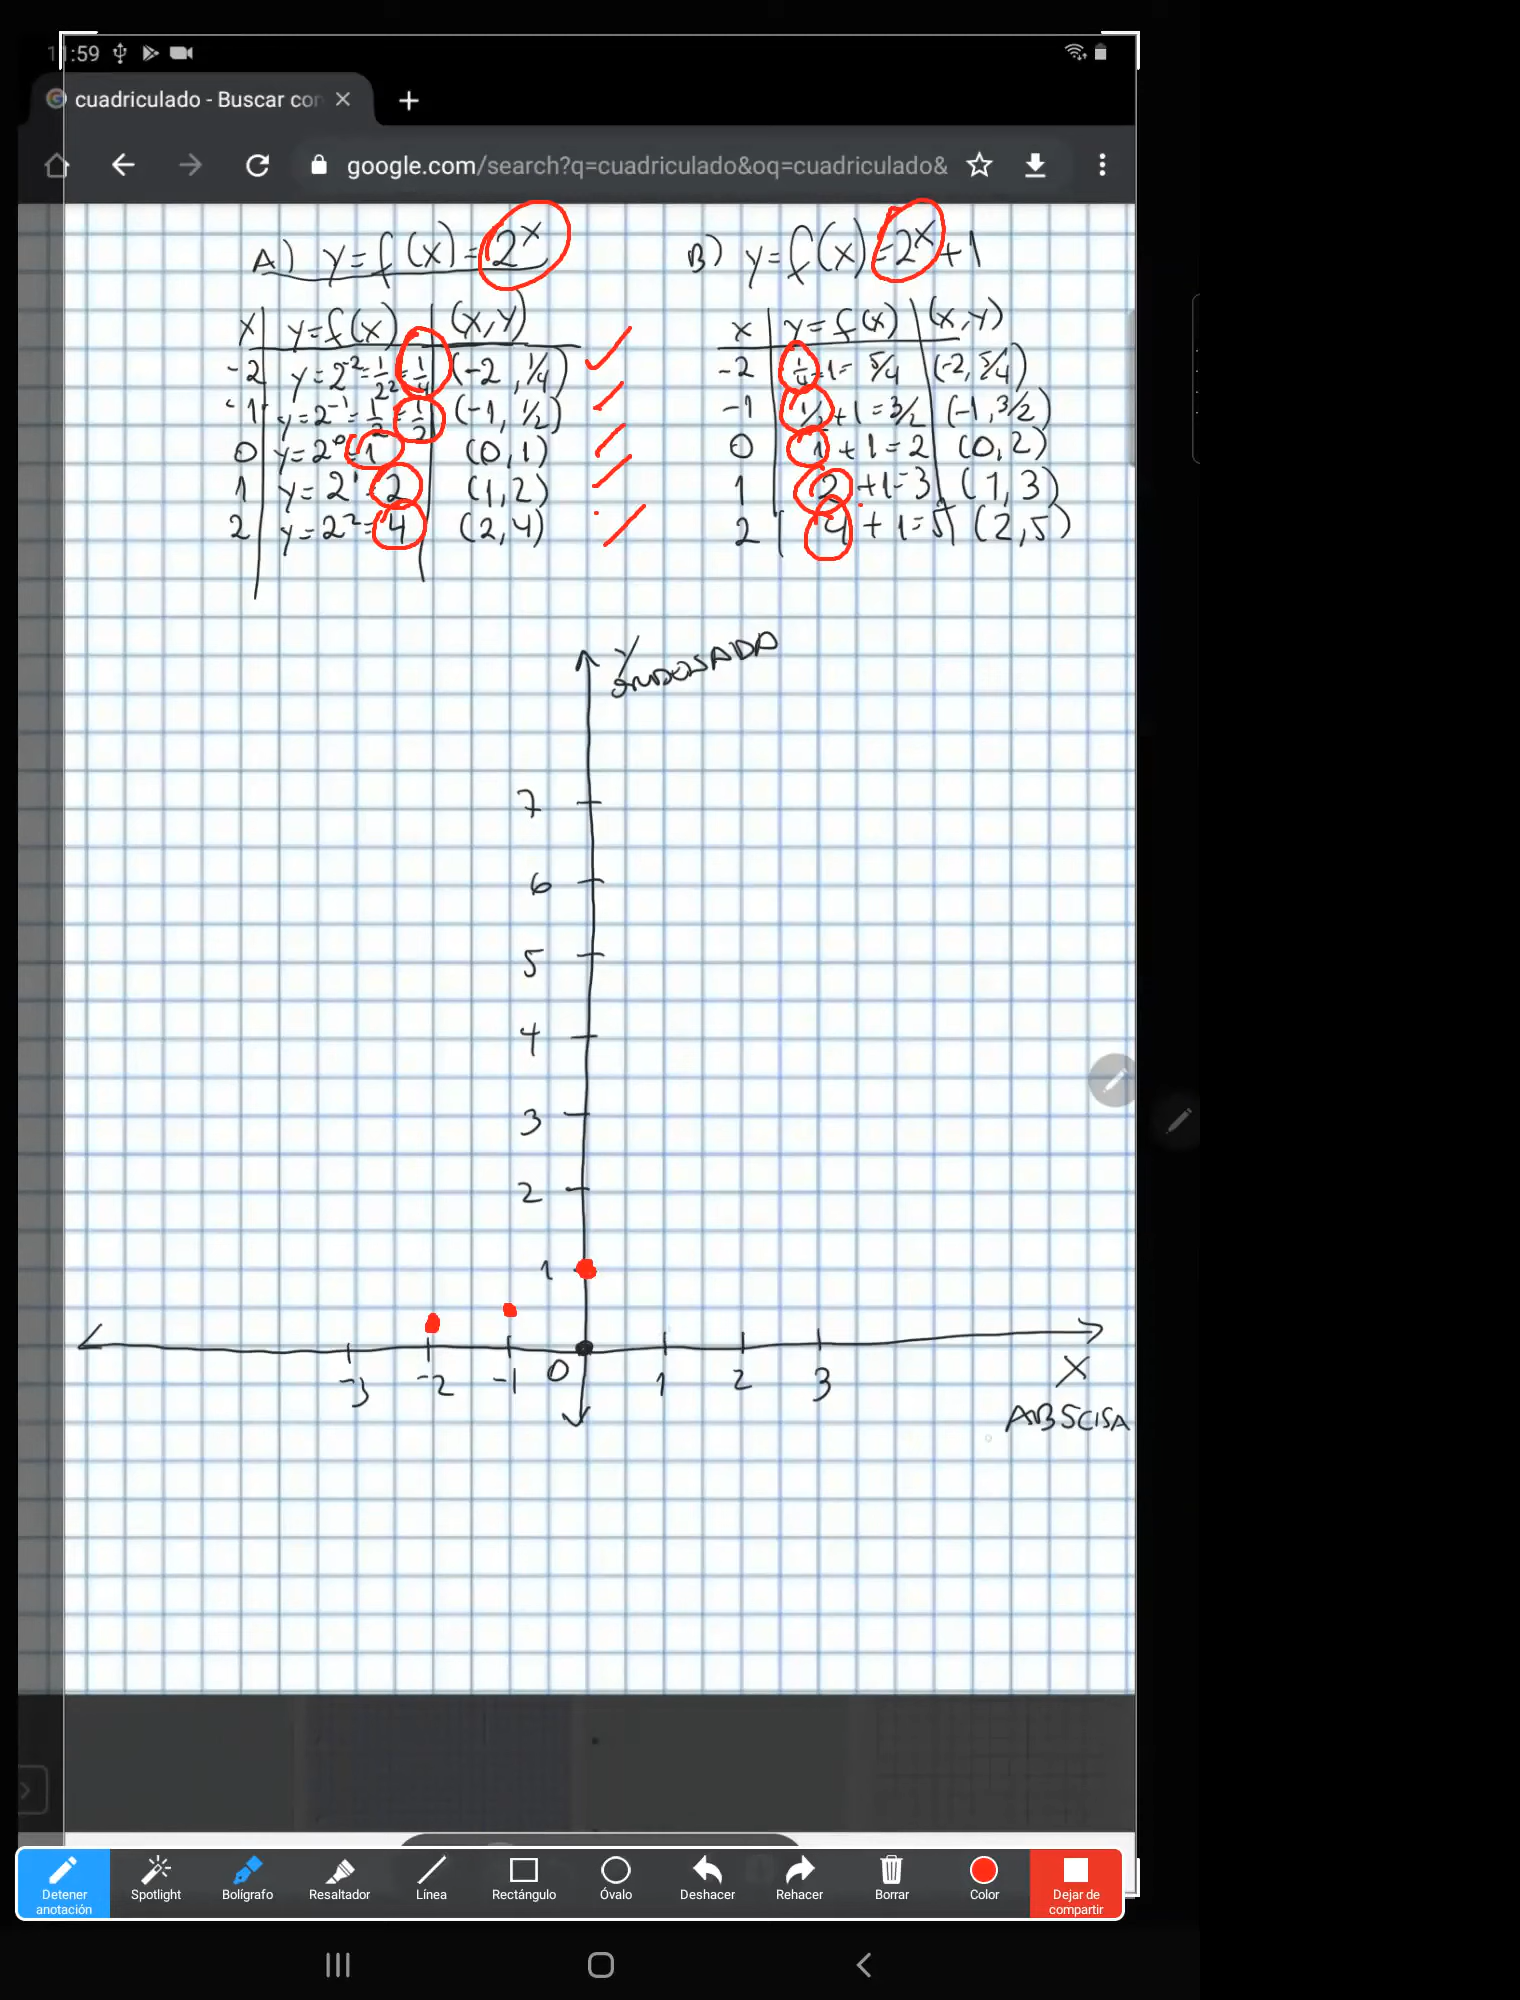 11:59
cuadriculado - Buscar con
google.com/search?q=cuadriculado&oq=cuadriculado&
A) y=f(x)=2^x
B) y=f(x)=2^x+1
x | y=f(x) | (x,y)
-2 | y=2^-2=1/2^2=1/4 | (-2, 1/4)
-1 | y=2^-1=1/2=1/2 | (-1, 1/2)
0 | y=2^0=1 | (0,1)
1 | y=2^1=2 | (1,2)
2 | y=2^2=4 | (2,4)
x | y=f(x) | (x,y)
-2 | 1/4+1=5/4 | (-2, 5/4)
-1 | 1/2+1=3/2 | (-1, 3/2)
0 | 1+1=2 | (0,2)
1 | 2+1=3 | (1,3)
2 | 4+1=5 | (2,5)
y
7
6
5
4
3
2
1
-3 -2 -1 0 1 2 3
X
ABSCISA
Detener anotación
Spotlight
Bolígrafo
Resaltador
Línea
Rectángulo
Óvalo
Deshacer
Rehacer
Borrar
Color
Dejar de compartir